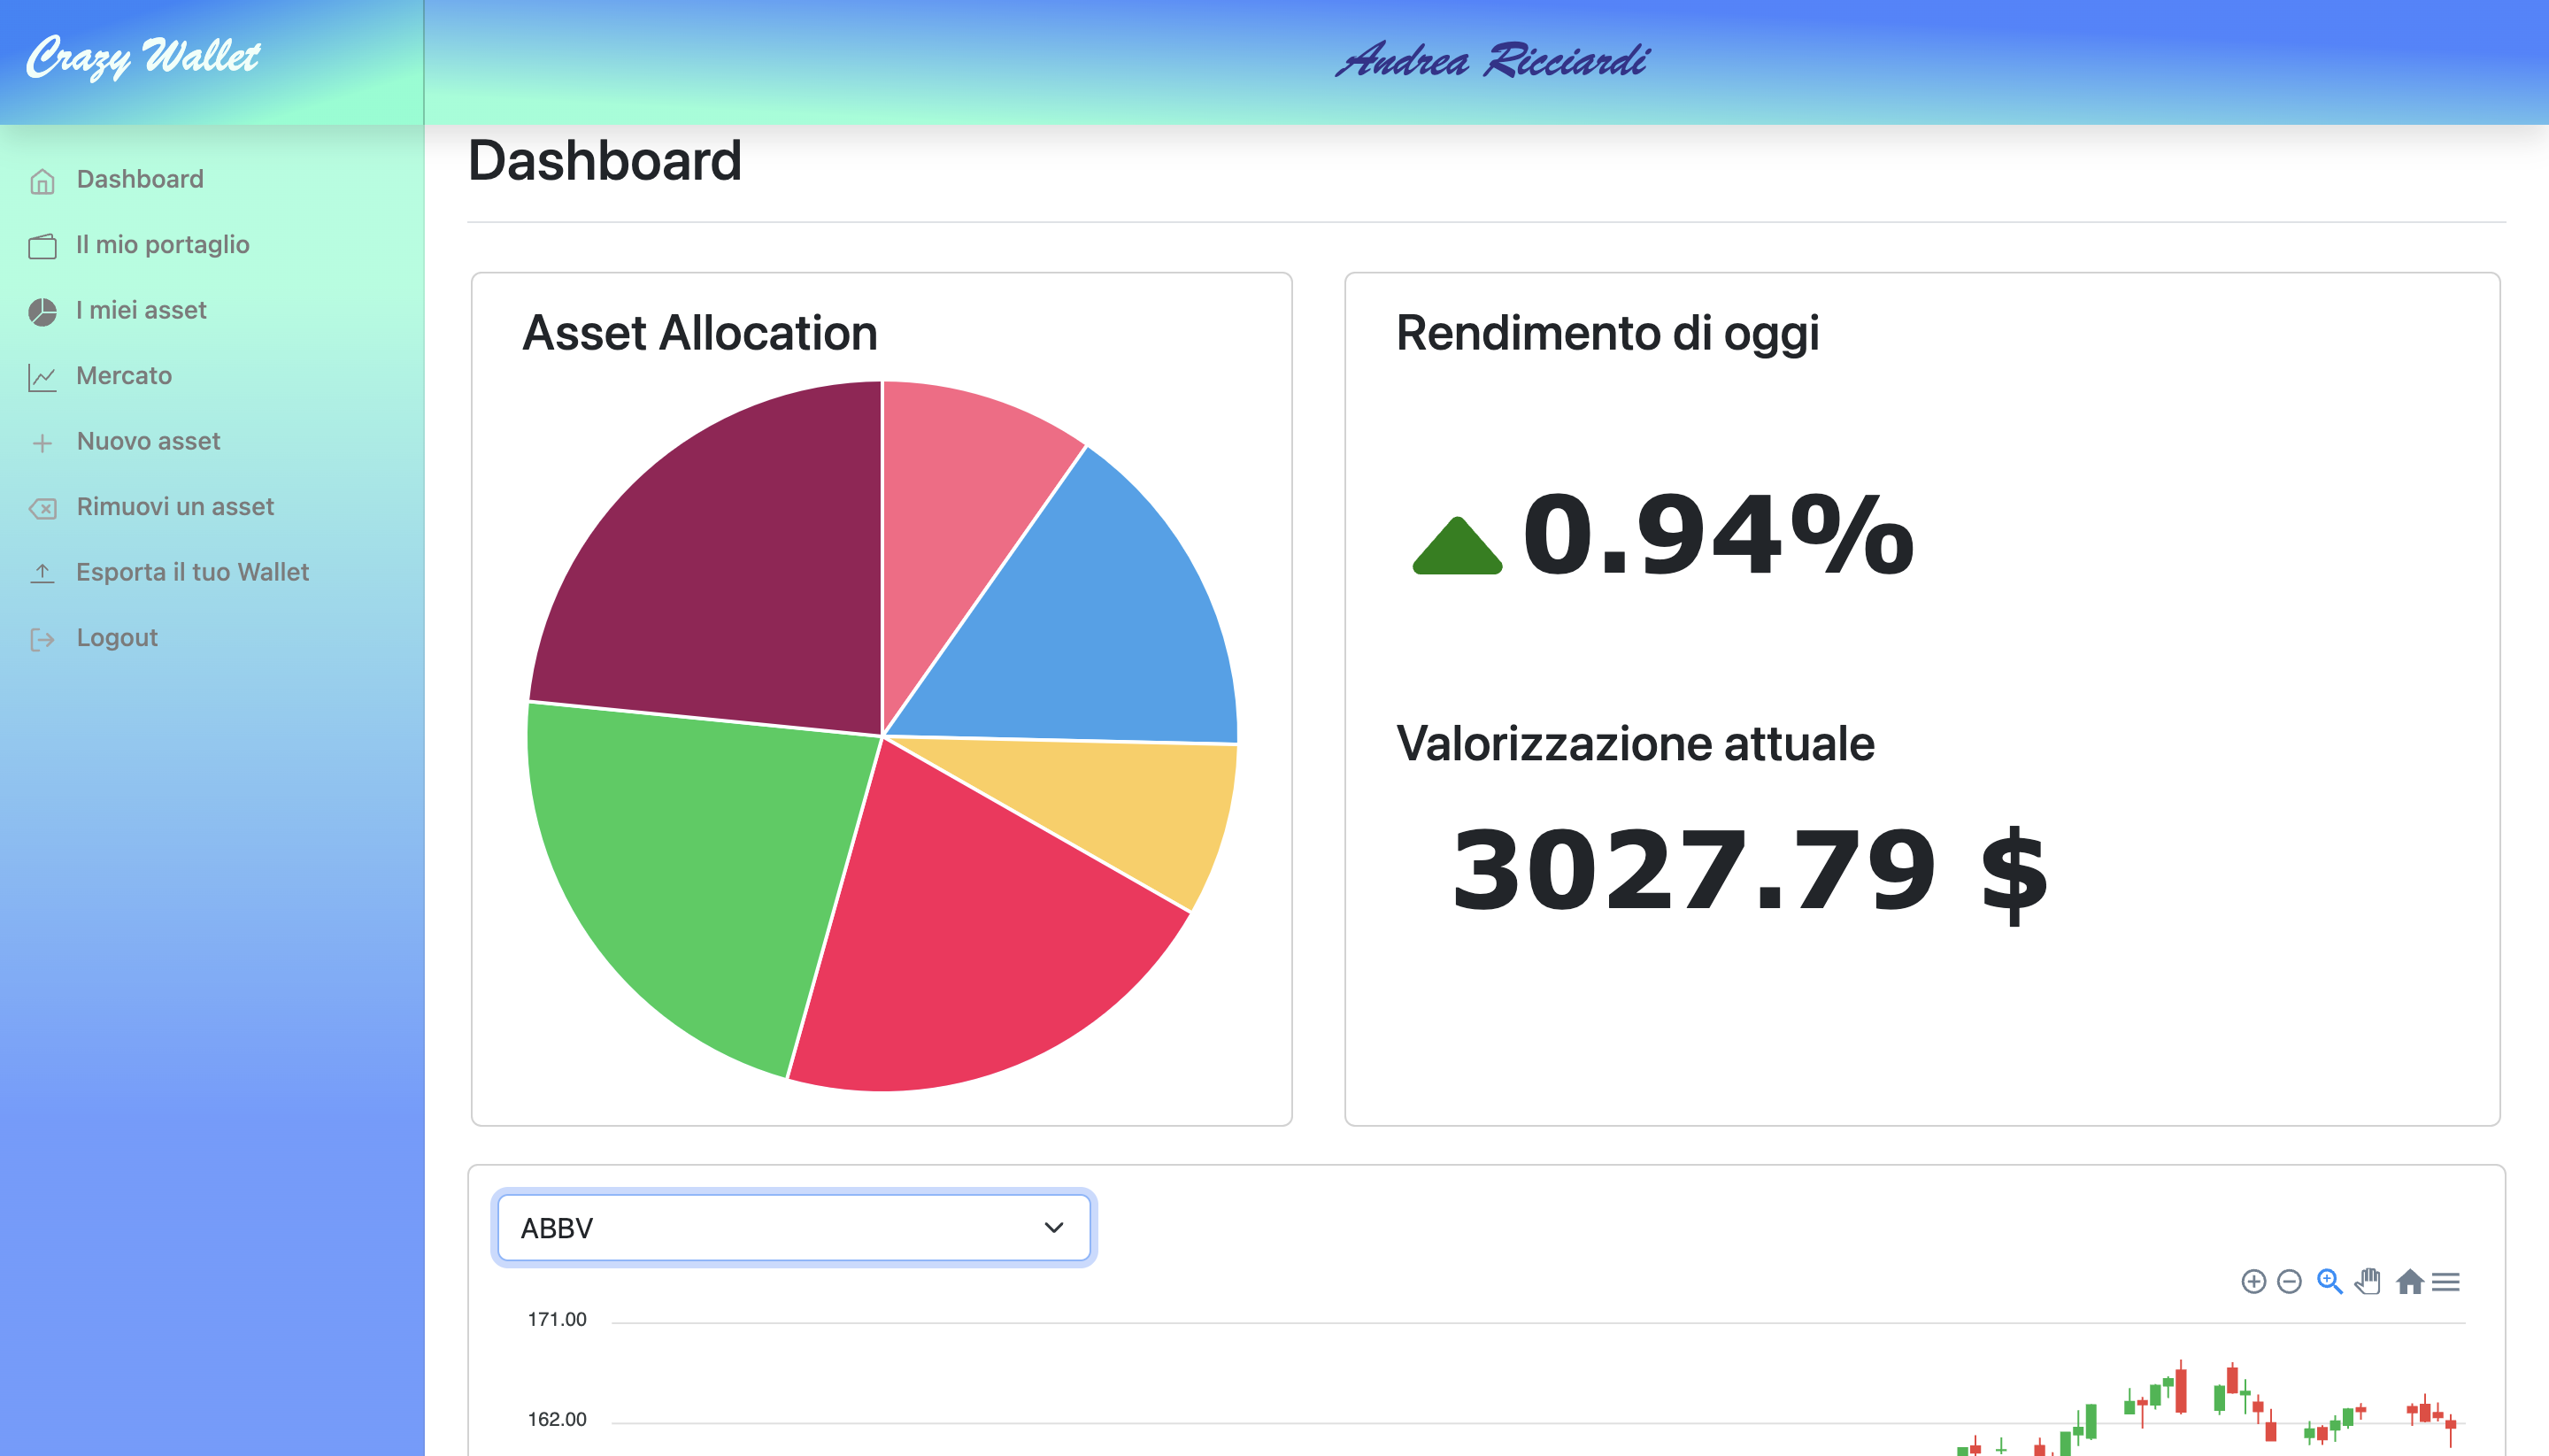 Crazy Wallet
Andrea Ricciardi
Dashboard
Il mio portaglio
I miei asset
Mercato
Nuovo asset
Rimuovi un asset
Esporta il tuo Wallet
Logout
Dashboard
Asset Allocation
Rendimento di oggi
0.94%
Valorizzazione attuale
3027.79 $
ABBV
171.00
162.00